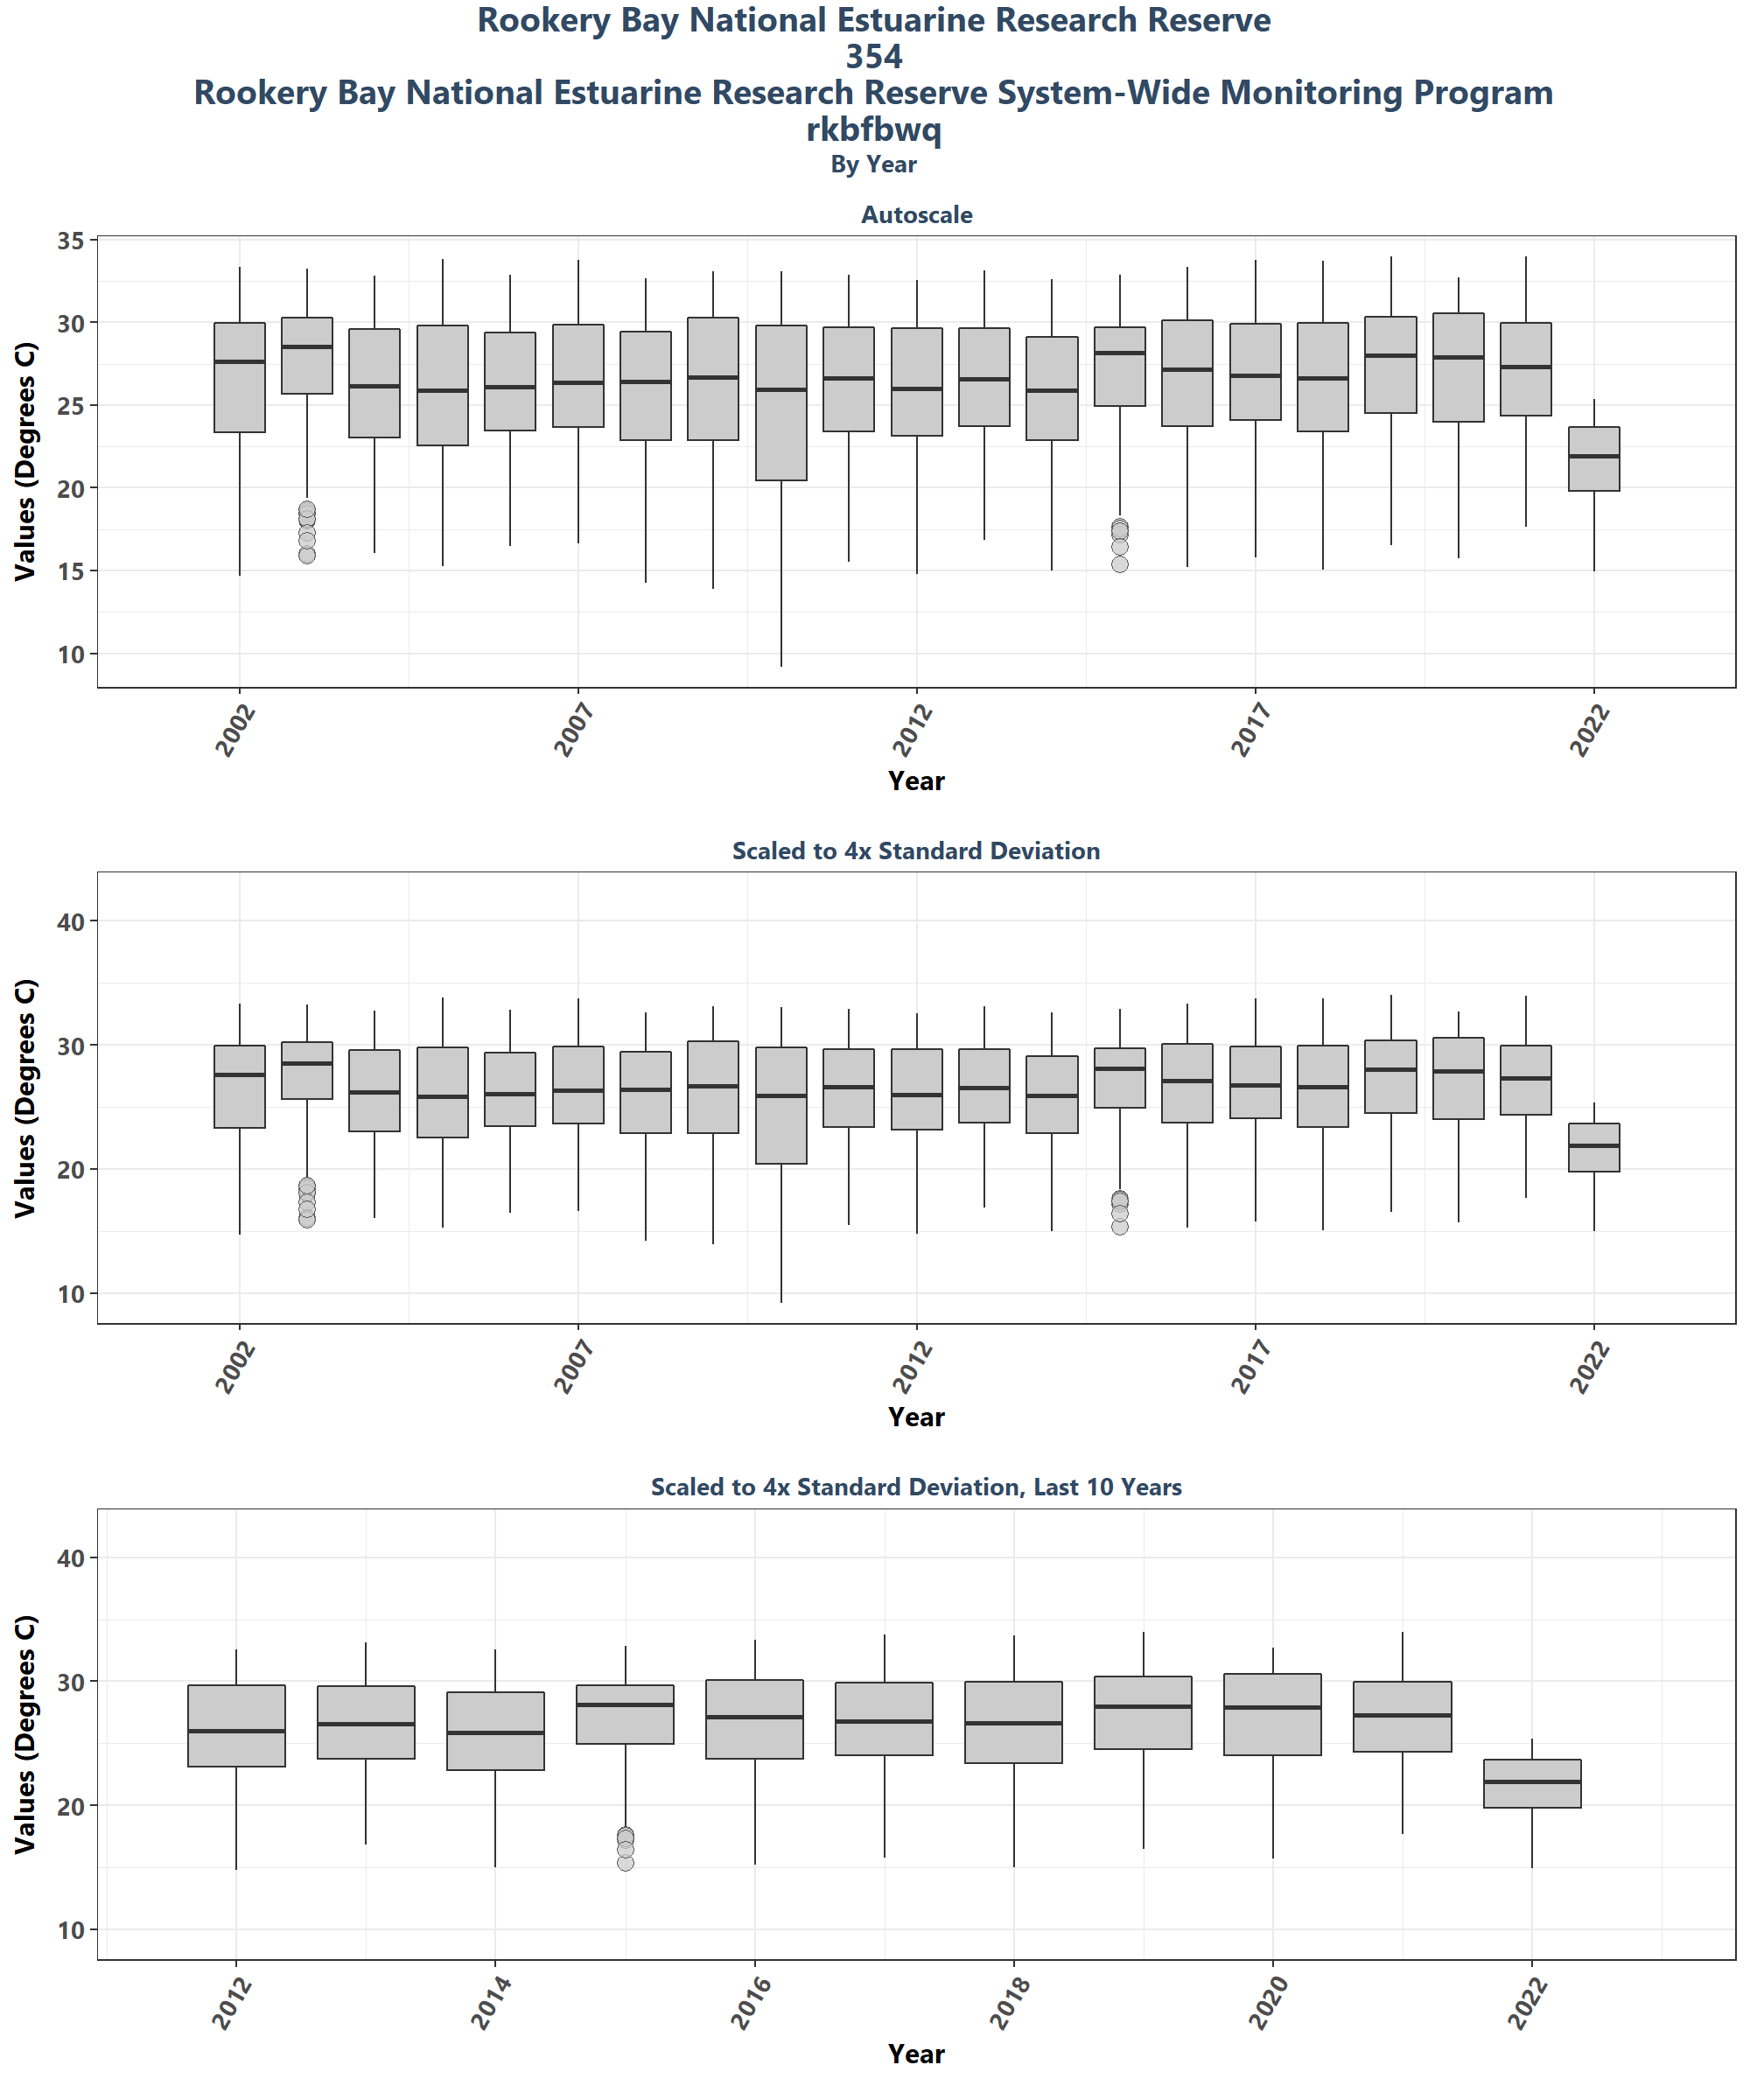 Rookery Bay National Estuarine Research Reserve
354
Rookery Bay National Estuarine Research Reserve System-Wide Monitoring Program
rkbfbwq
By Year
Autoscale
Values (Degrees C)
35
30
25
20
15
10
2002
2007
2012
2017
2022
Year
Scaled to 4x Standard Deviation
Values (Degrees C)
40
30
20
10
2002
2007
2012
2017
2022
Year
Scaled to 4x Standard Deviation, Last 10 Years
Values (Degrees C)
40
30
20
10
2012
2014
2016
2018
2020
2022
Year